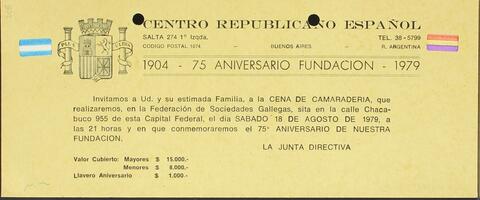 CENTRO REPUBLICANO ESPAÑOL
SALTA 274 1º Izqda. TEL. 38 - 5799
CODIGO POSTAL 1074 - BUENOS AIRES - R. ARGENTINA
PLUS ULTRA
1904 - 75 ANIVERSARIO FUNDACION - 1979
Invitamos a Ud. y su estimada Familia, a la CENA DE CAMARADERIA, que
realizaremos, en la Federación de Sociedades Gallegas, sita en la calle Chaca-
buco 955 de esta Capital Federal, el día SABADO 18 DE AGOSTO DE 1979, a
las 21 horas y en que conmemoraremos el 75º ANIVERSARIO DE NUESTRA
FUNDACION.
LA JUNTA DIRECTIVA
Valor Cubierto: Mayores $ 15.000.-
Menores $ 8.000.-
Llavero Aniversario $ 1.000.-